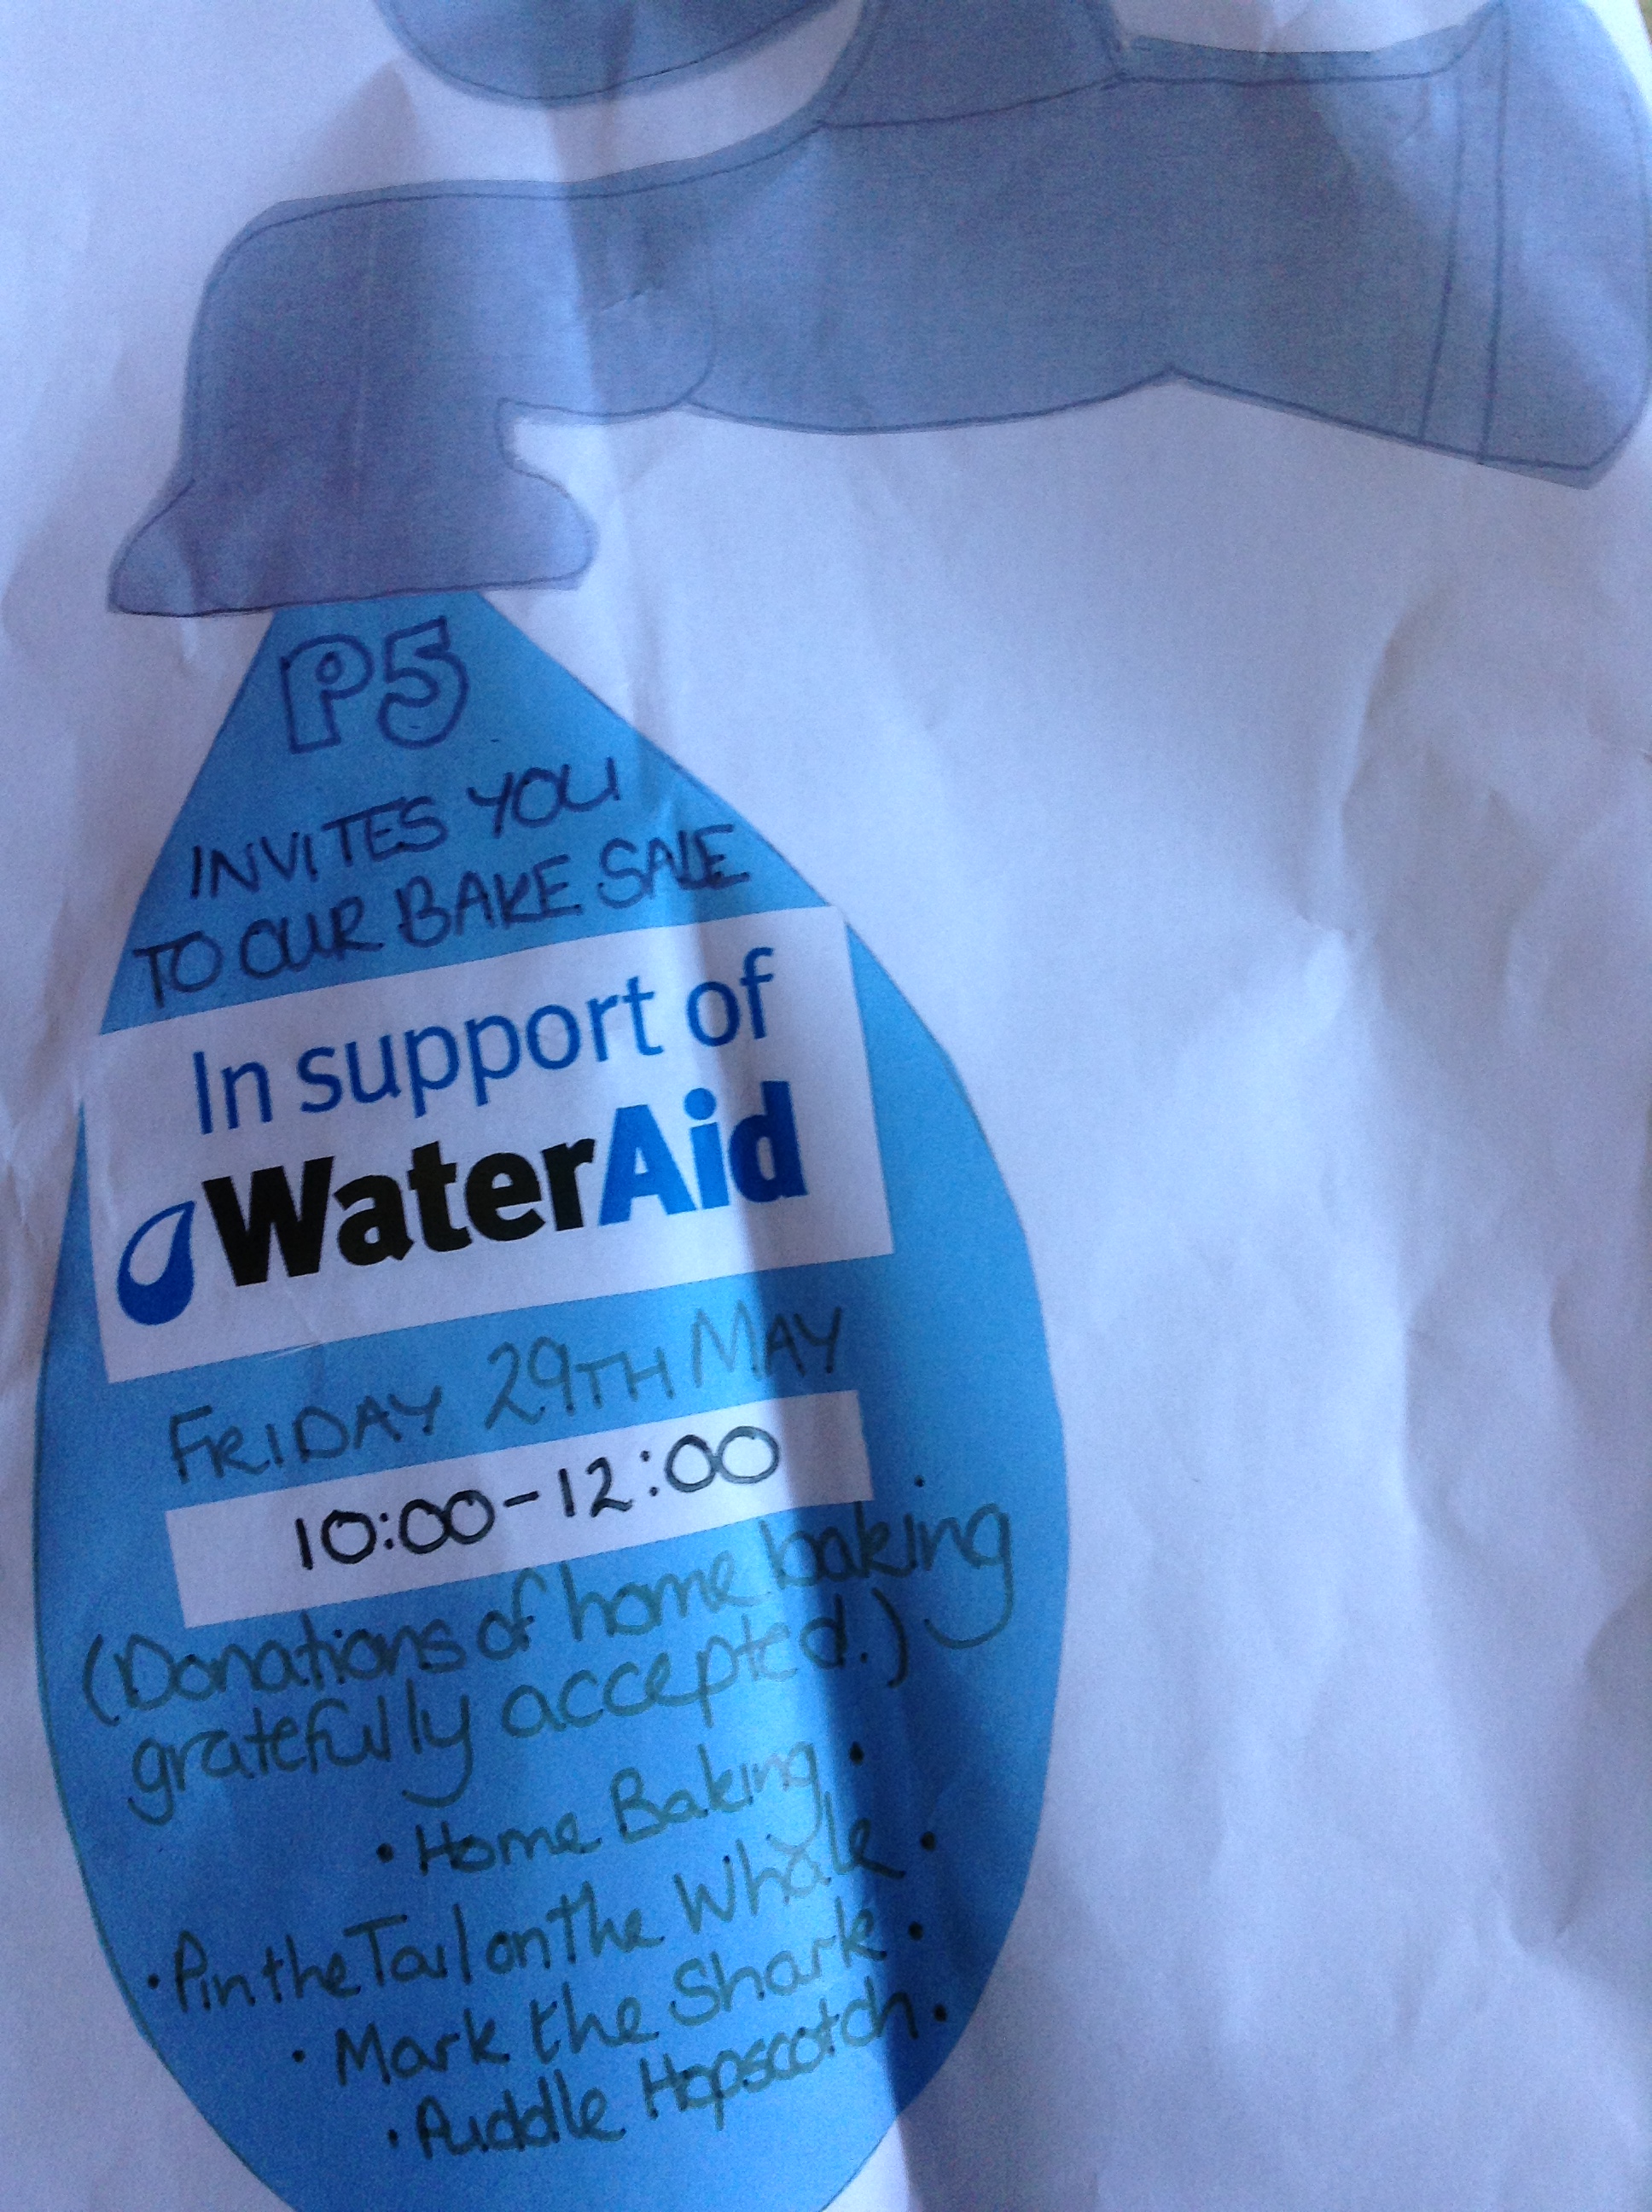 P5
INVITES YOU
TO OUR BAKE SALE
In support of
WaterAid
FRIDAY 29TH MAY
10:00-12:00
(Donations of home baking
gratefully accepted.)
• Home Baking •
• Pin the Tail on the Whale •
• Mark the Shark •
• Puddle Hopscotch •